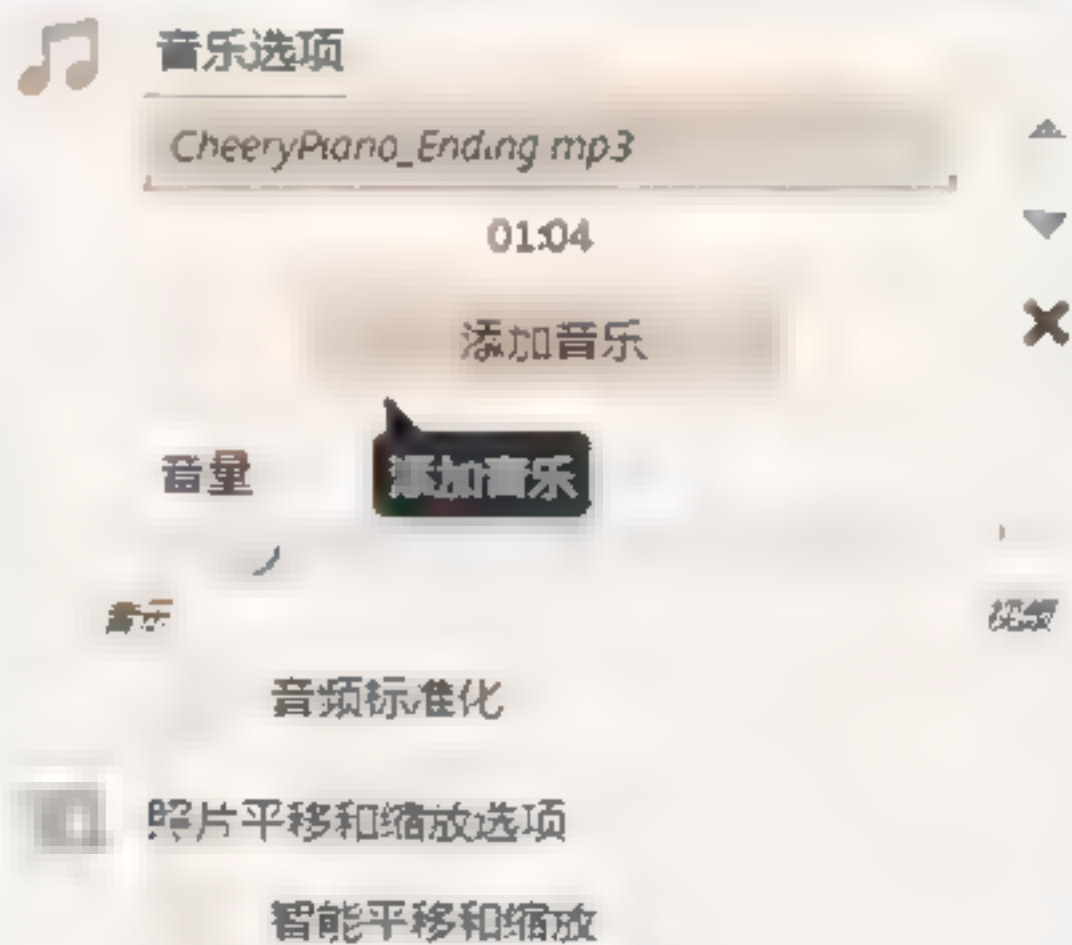 音乐选项
CheeryPiano_Ending mp3
01:04
添加音乐
添加音乐
音量
音乐
视频
音频标准化
照片平移和缩放选项
智能平移和缩放